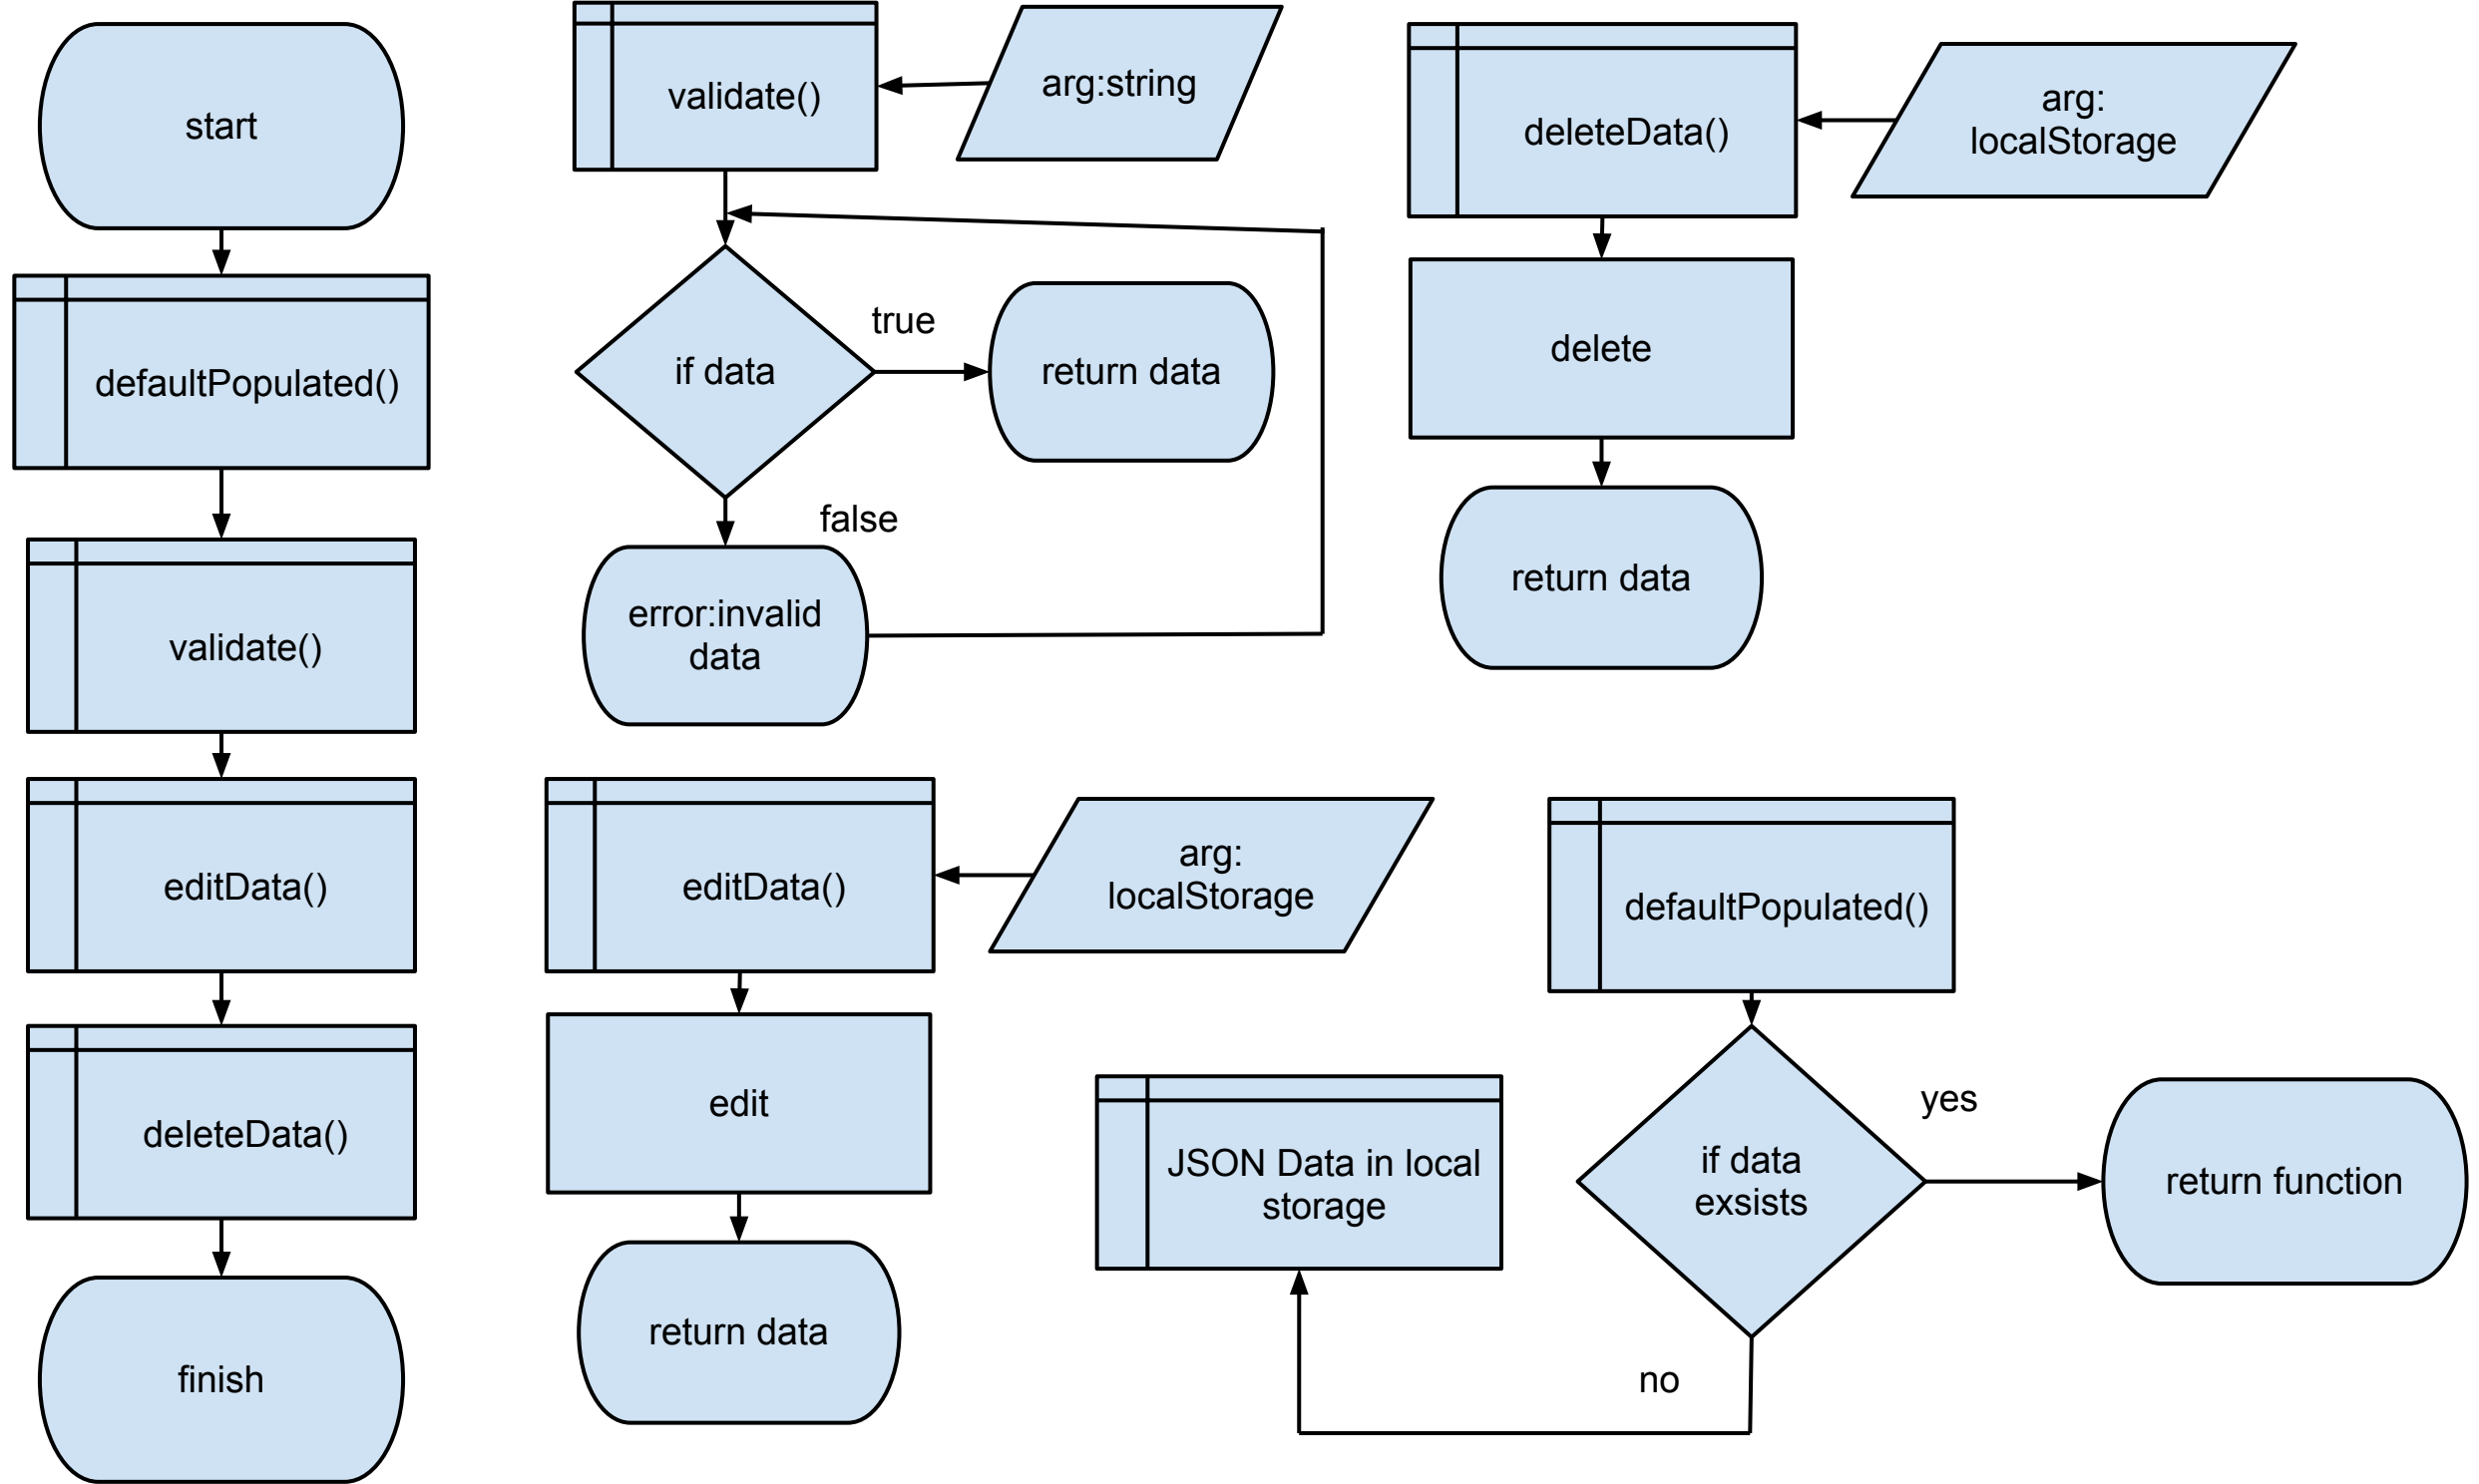 start
defaultPopulated()
validate()
editData()
deleteData()
finish
validate()
arg:string
if data
true
return data
false
error:invalid
data
deleteData()
arg:
localStorage
delete
return data
editData()
arg:
localStorage
edit
return data
defaultPopulated()
if data
exsists
yes
return function
no
JSON Data in local
storage